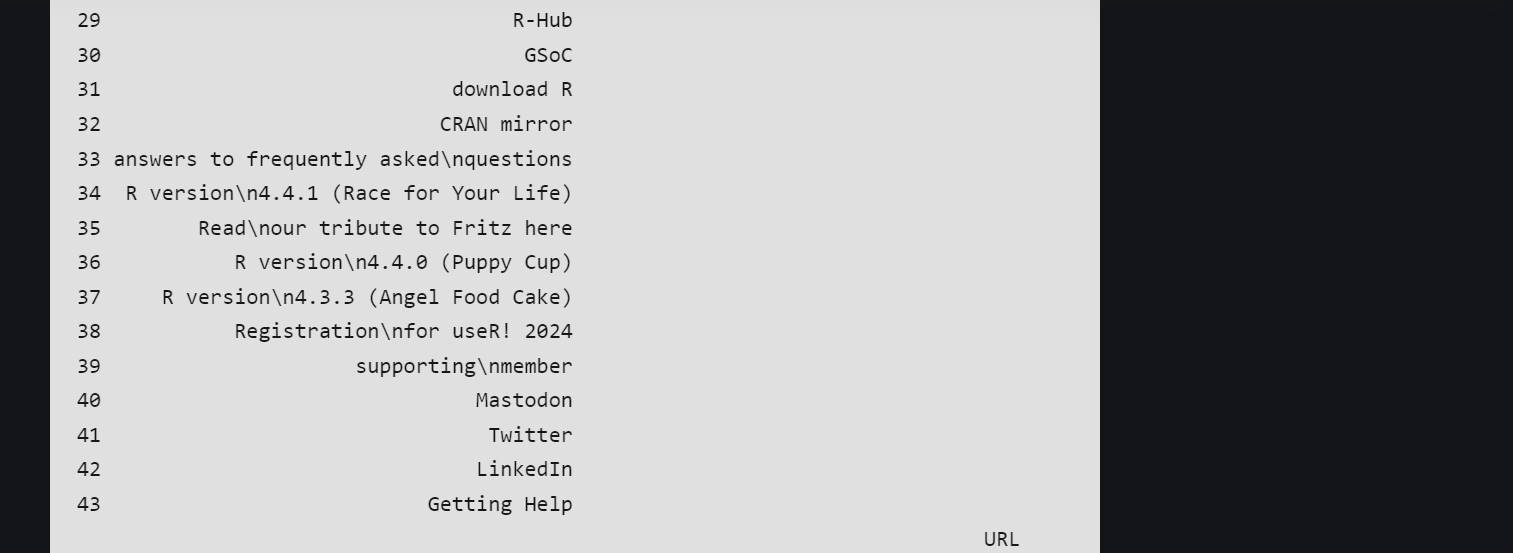 29 R-Hub
30 GSoC
31 download R
32 CRAN mirror
33 answers to frequently asked\nquestions
34 R version\n4.4.1 (Race for Your Life)
35 Read\nour tribute to Fritz here
36 R version\n4.4.0 (Puppy Cup)
37 R version\n4.3.3 (Angel Food Cake)
38 Registration\nfor useR! 2024
39 supporting\nmember
40 Mastodon
41 Twitter
42 LinkedIn
43 Getting Help
URL